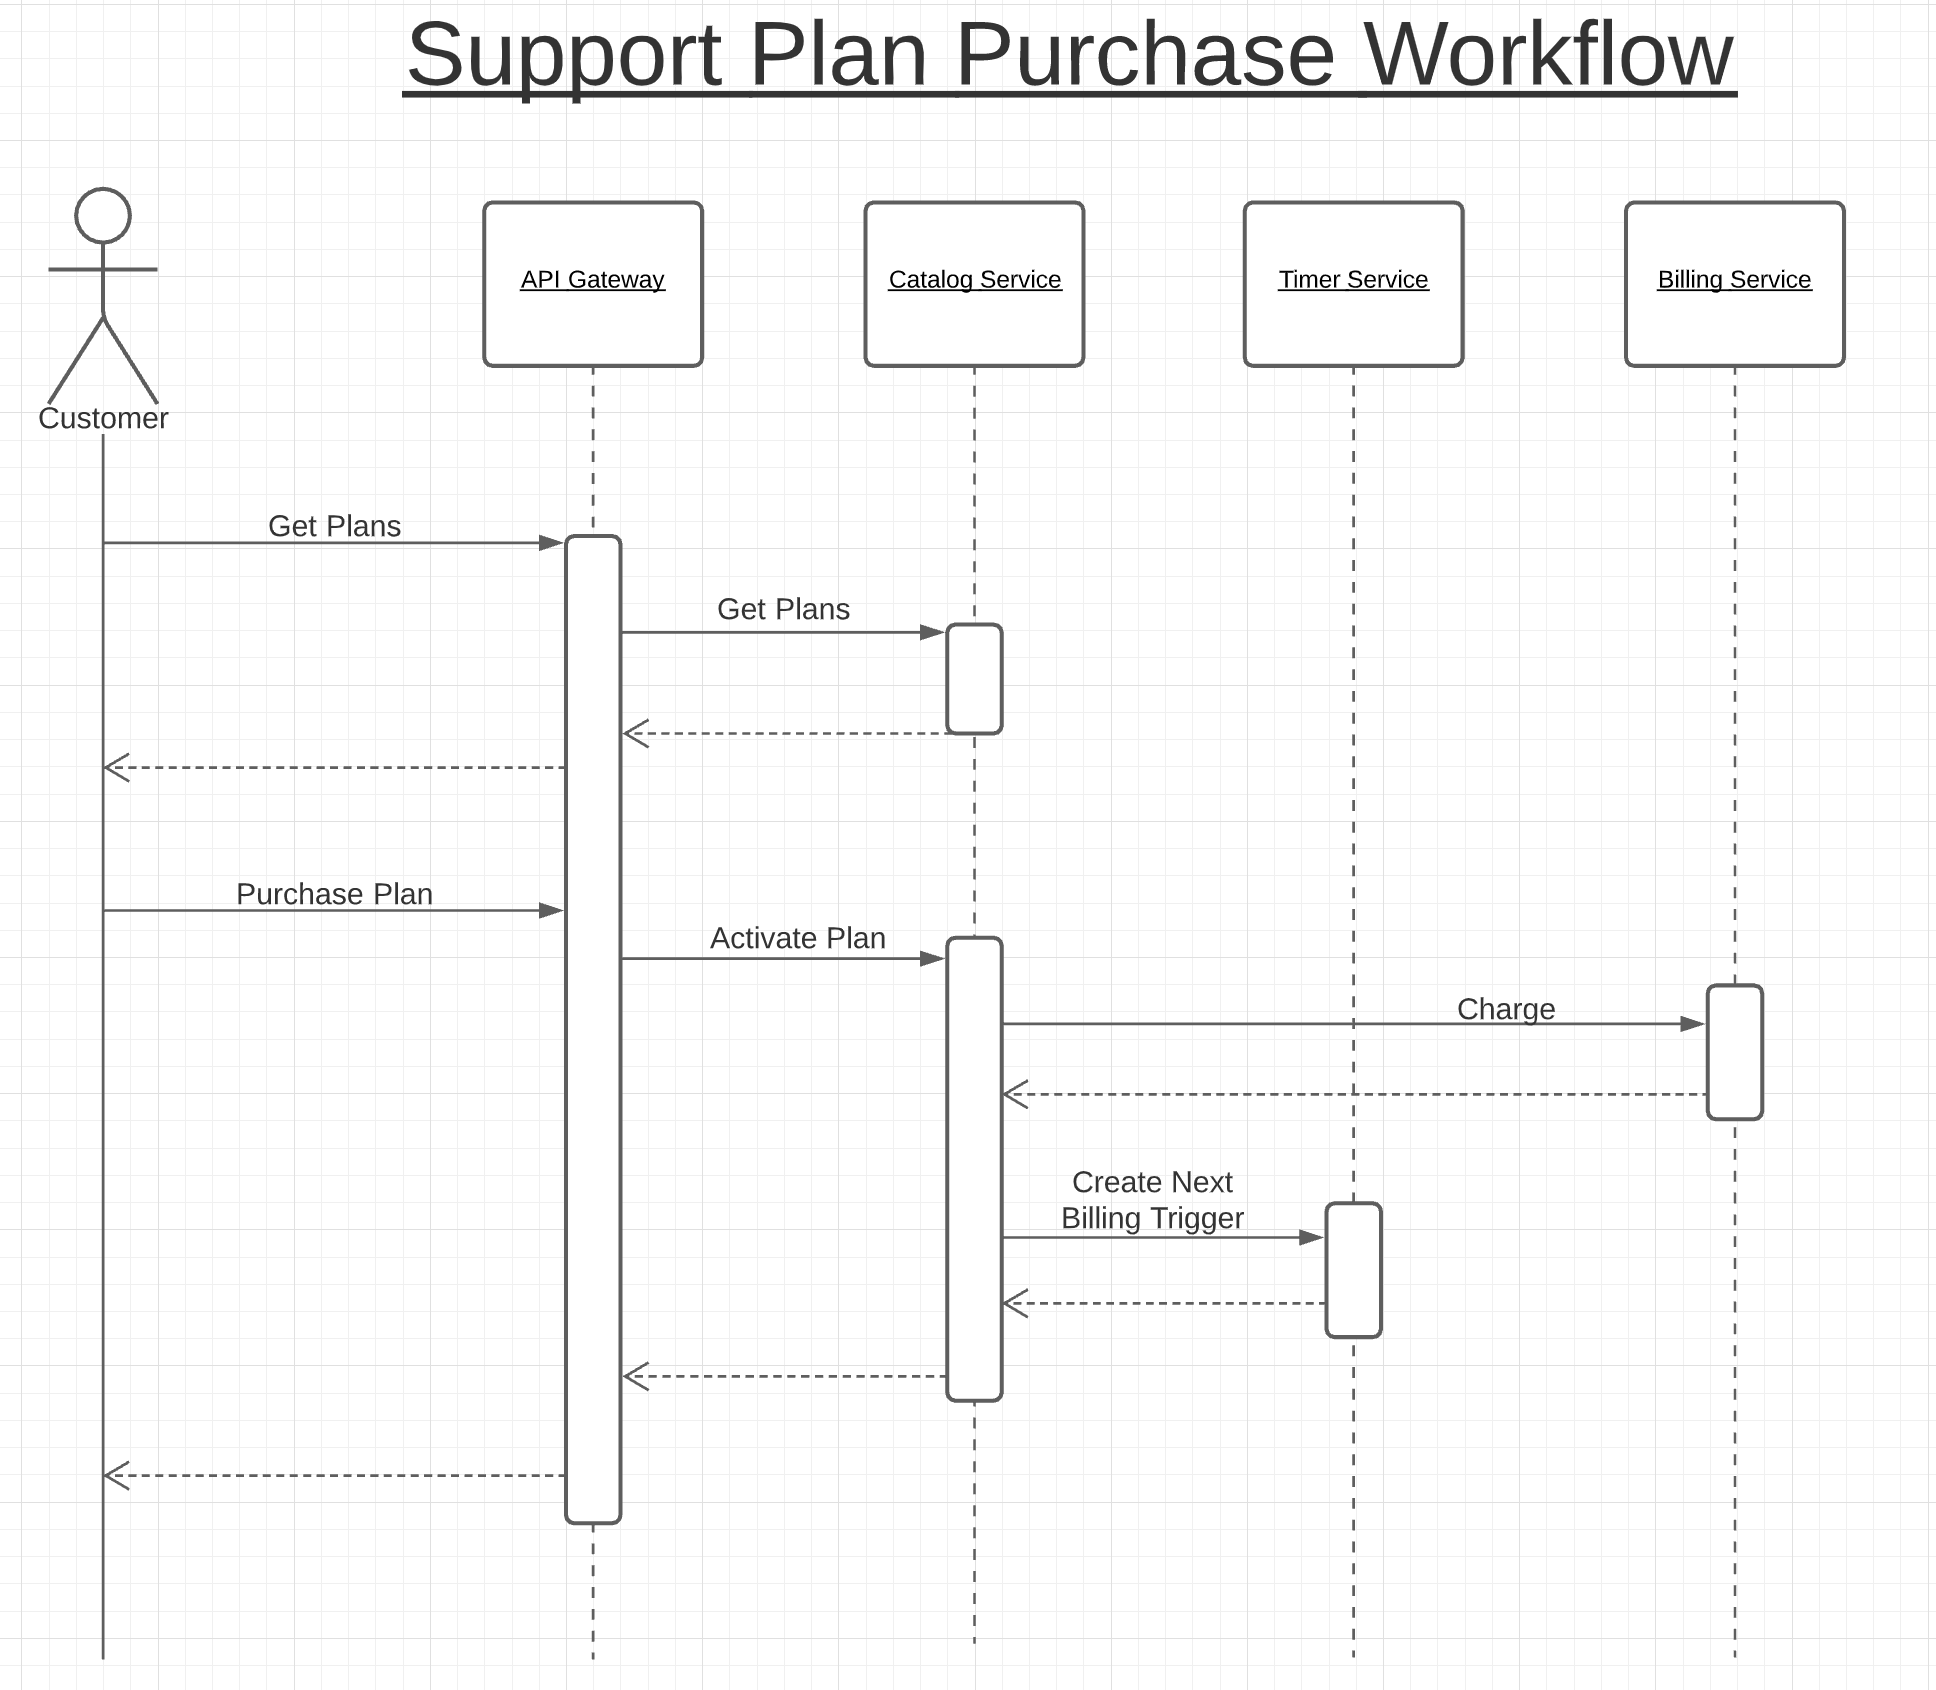 Support Plan Purchase Workflow
API Gateway
Catalog Service
Timer Service
Billing Service
Customer
Get Plans
Get Plans
Purchase Plan
Activate Plan
Charge
Create Next
Billing Trigger